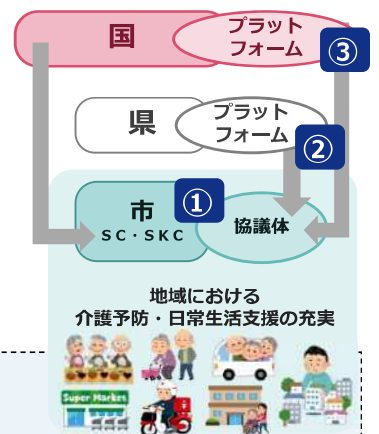 国
プラット
フォーム
③
県
プラット
フォーム
②
①
市
ＳＣ・ＳＫＣ
協議体
地域における
介護予防・日常生活支援の充実
Super Market